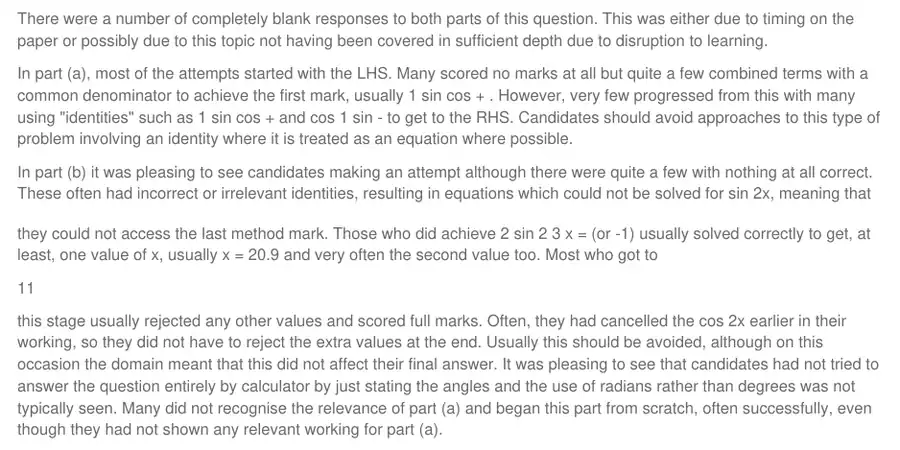 There were a number of completely blank responses to both parts of this question. This was either due to timing on the
paper or possibly due to this topic not having been covered in sufficient depth due to disruption to learning.
In part (a), most of the attempts started with the LHS. Many scored no marks at all but quite a few combined terms with a
common denominator to achieve the first mark, usually 1 sin cos + . However, very few progressed from this with many
using "identities" such as 1 sin cos + and cos 1 sin - to get to the RHS. Candidates should avoid approaches to this type of
problem involving an identity where it is treated as an equation where possible.
In part (b) it was pleasing to see candidates making an attempt although there were quite a few with nothing at all correct.
These often had incorrect or irrelevant identities, resulting in equations which could not be solved for sin 2x, meaning that
they could not access the last method mark. Those who did achieve 2 sin 2 3 x = (or -1) usually solved correctly to get, at
least, one value of x, usually x = 20.9 and very often the second value too. Most who got to
11
this stage usually rejected any other values and scored full marks. Often, they had cancelled the cos 2x earlier in their
working, so they did not have to reject the extra values at the end. Usually this should be avoided, although on this
occasion the domain meant that this did not affect their final answer. It was pleasing to see that candidates had not tried to
answer the question entirely by calculator by just stating the angles and the use of radians rather than degrees was not
typically seen. Many did not recognise the relevance of part (a) and began this part from scratch, often successfully, even
though they had not shown any relevant working for part (a).